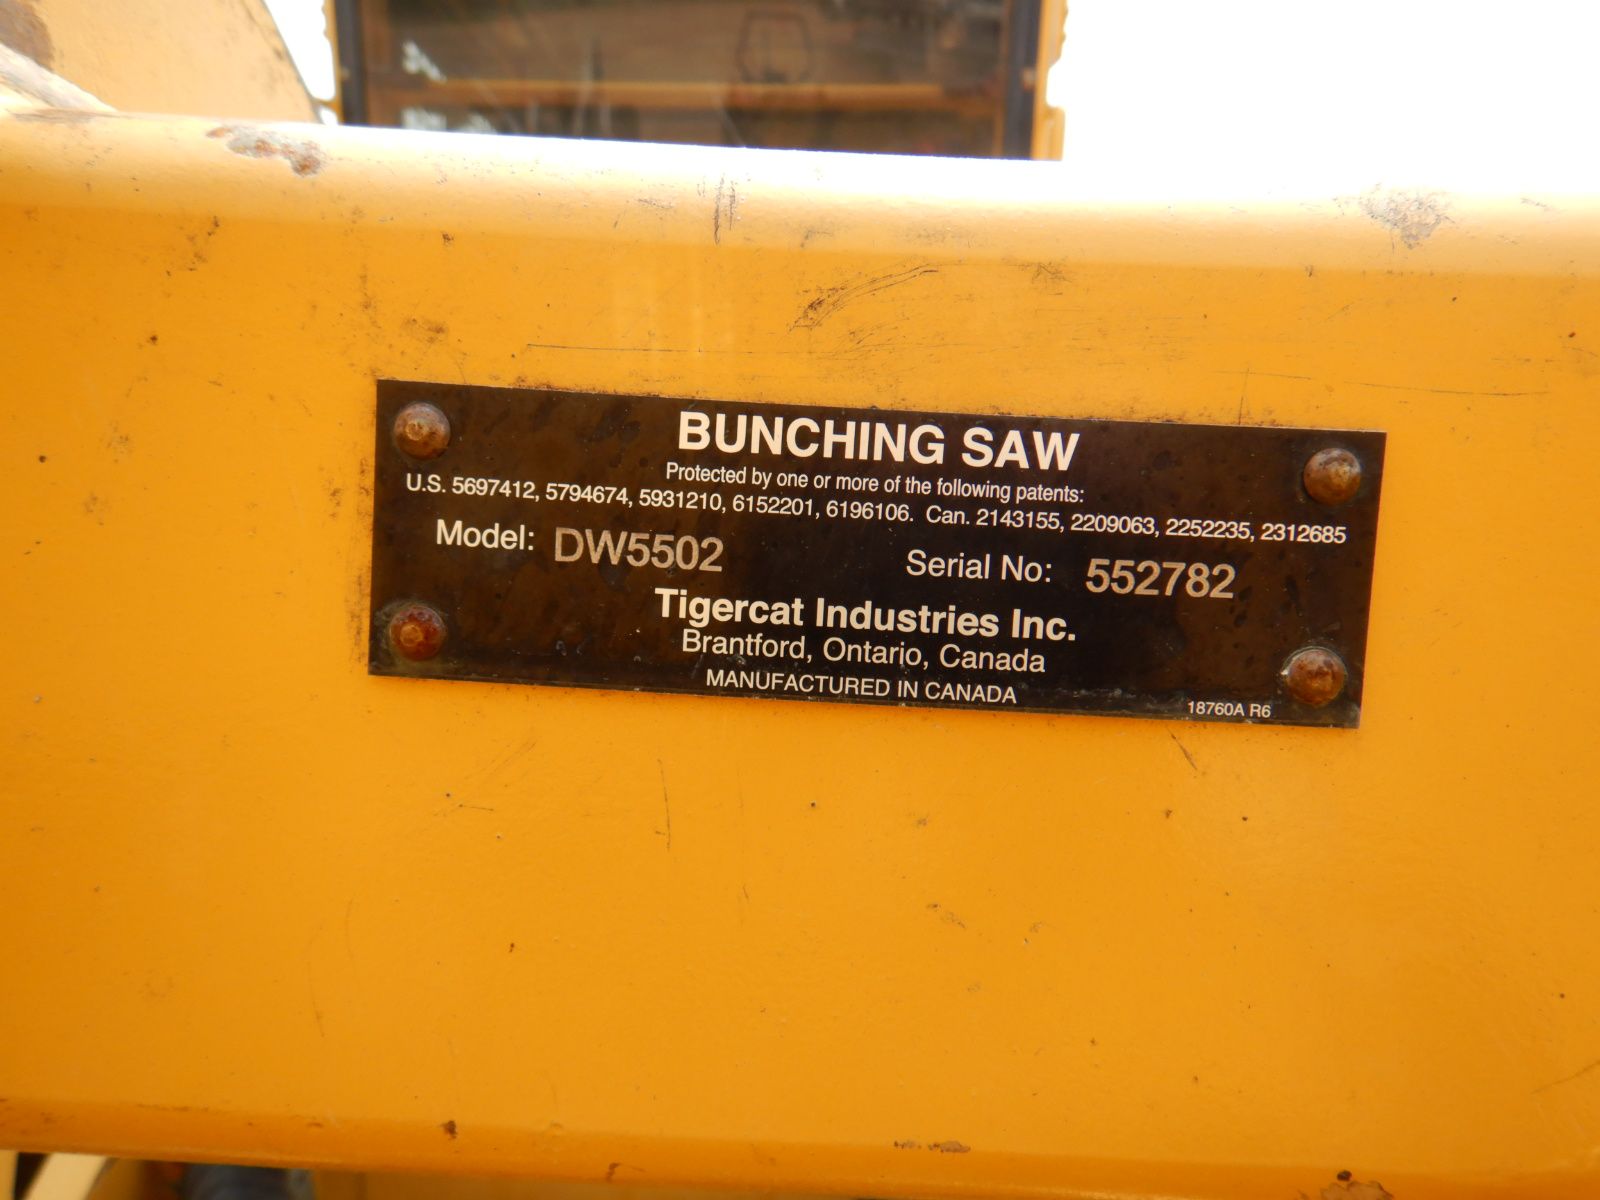 BUNCHING SAW
Protected by one or more of the following patents:
U.S. 5697412, 5794674, 5931210, 6152201, 6196106. Can. 2143155, 2209063, 2252235, 2312685
Model: DW5502 Serial No: 552782
Tigercat Industries Inc.
Brantford, Ontario, Canada
MANUFACTURED IN CANADA
18760A R6